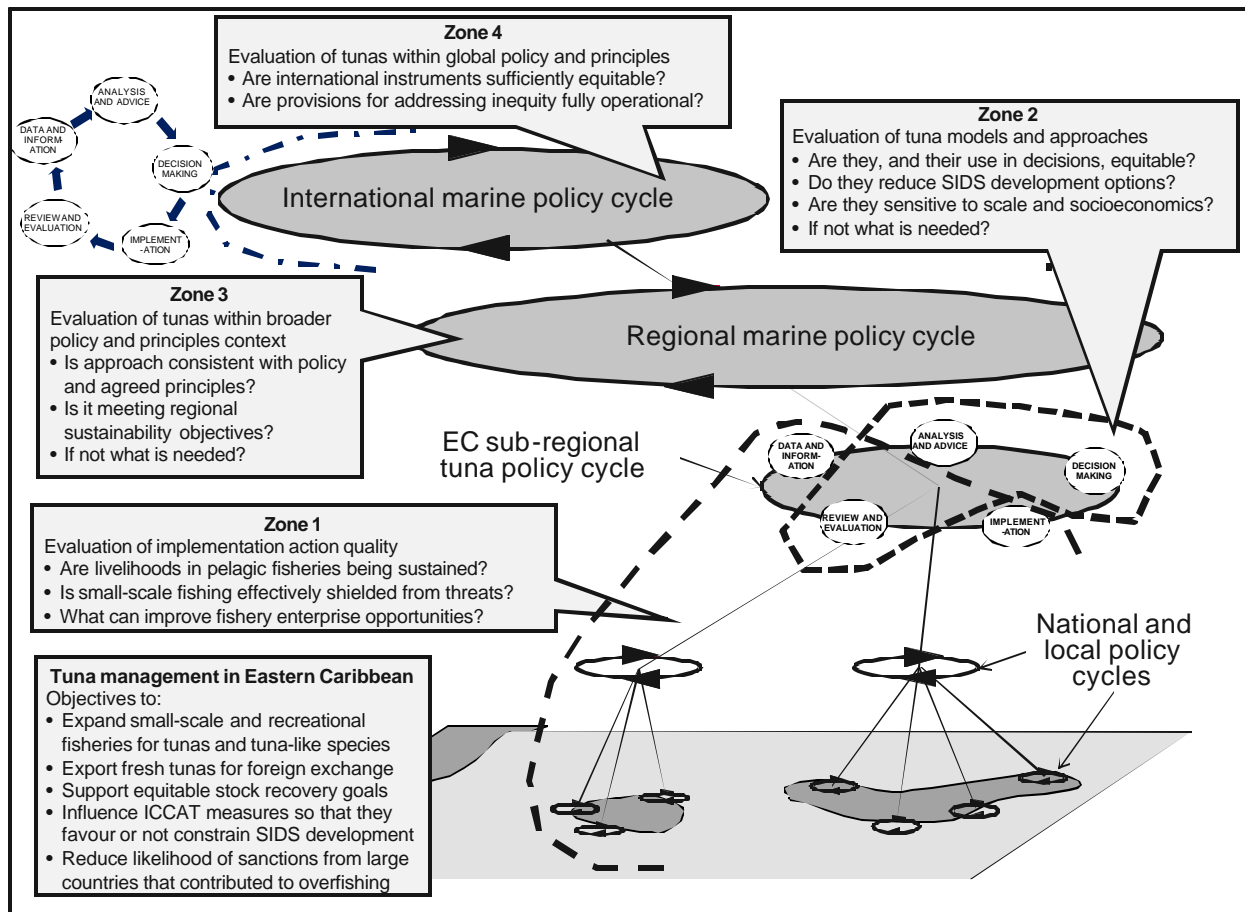 Zone 4
Evaluation of tunas within global policy and principles
• Are international instruments sufficiently equitable?
• Are provisions for addressing inequity fully operational?
ANALYSIS
AND ADVICE
DATA AND
INFORM-
ATION
DECISION
MAKING
REVIEW AND
EVALUATION
IMPLEMENT
-ATION
Zone 2
Evaluation of tuna models and approaches
• Are they, and their use in decisions, equitable?
• Do they reduce SIDS development options?
• Are they sensitive to scale and socioeconomics?
• If not what is needed?
International marine policy cycle
Zone 3
Evaluation of tunas within broader
policy and principles context
• Is approach consistent with policy
and agreed principles?
• Is it meeting regional
sustainability objectives?
• If not what is needed?
Regional marine policy cycle
EC sub-regional
tuna policy cycle
DATA AND
INFORM-
ATION
ANALYSIS
AND ADVICE
DECISION
MAKING
REVIEW AND
EVALUATION
IMPLEMENT
-ATION
Zone 1
Evaluation of implementation action quality
• Are livelihoods in pelagic fisheries being sustained?
• Is small-scale fishing effectively shielded from threats?
• What can improve fishery enterprise opportunities?
National and
local policy
cycles
Tuna management in Eastern Caribbean
Objectives to:
• Expand small-scale and recreational
fisheries for tunas and tuna-like species
• Export fresh tunas for foreign exchange
• Support equitable stock recovery goals
• Influence ICCAT measures so that they
favour or not constrain SIDS development
• Reduce likelihood of sanctions from large
countries that contributed to overfishing